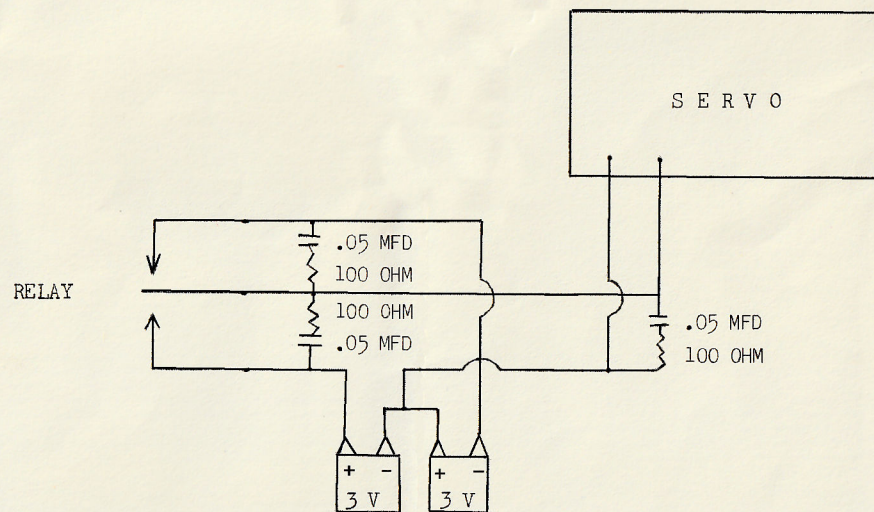 S E R V O
.05 MFD
100 OHM
RELAY
100 OHM
.05 MFD
.05 MFD
100 OHM
+ - + -
3 V 3 V